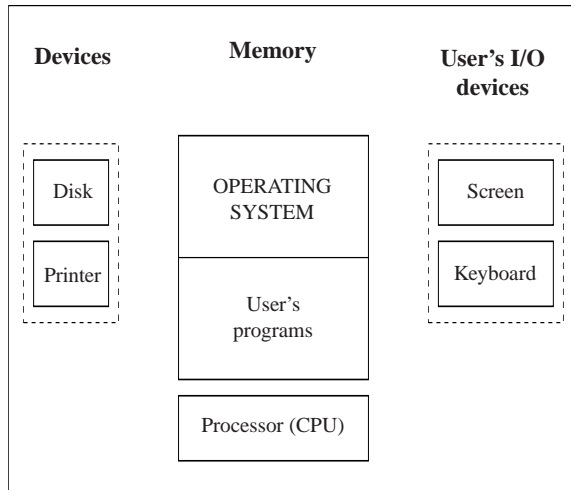 Devices
Memory
User's I/O
devices
Disk
Printer
OPERATING
SYSTEM
User's
programs
Processor (CPU)
Screen
Keyboard